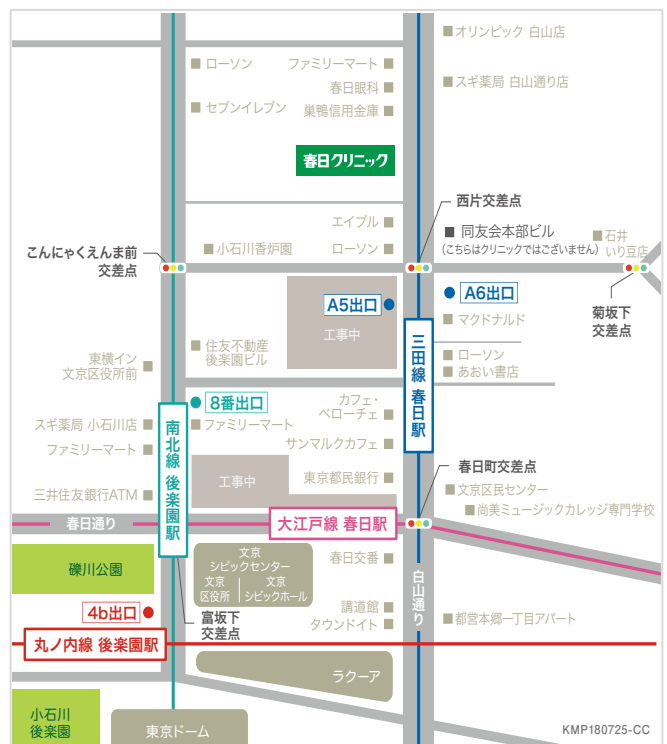 オリンピック 白山店
ローソン
ファミリーマート
スギ薬局 白山通り店
春日眼科
セブンイレブン
巣鴨信用金庫
春日クリニック
西片交差点
エイブル
同友会本部ビル
(こちらはクリニックではございません)
石井
いり豆店
こんにゃくえんま前
交差点
小石川香炉園
ローソン
A5出口
A6出口
菊坂下
交差点
工事中
マクドナルド
住友不動産
後楽園ビル
三田線 春日駅
ローソン
あおい書店
東横イン
文京区役所前
8番出口
カフェ・
ベローチェ
スギ薬局 小石川店
南北線 後楽園駅
ファミリーマート
ファミリーマート
サンマルクカフェ
春日町交差点
工事中
東京都民銀行
三井住友銀行ATM
文京区民センター
尚美ミュージックカレッジ専門学校
春日通り
大江戸線 春日駅
礫川公園
文京
シビックセンター
文京
区役所
文京
シビックホール
春日交番
白山通り
4b出口
富坂下
交差点
講道館
タウンドイト
都営本郷一丁目アパート
丸ノ内線 後楽園駅
ラクーア
小石川
後楽園
東京ドーム
KMP180725-CC